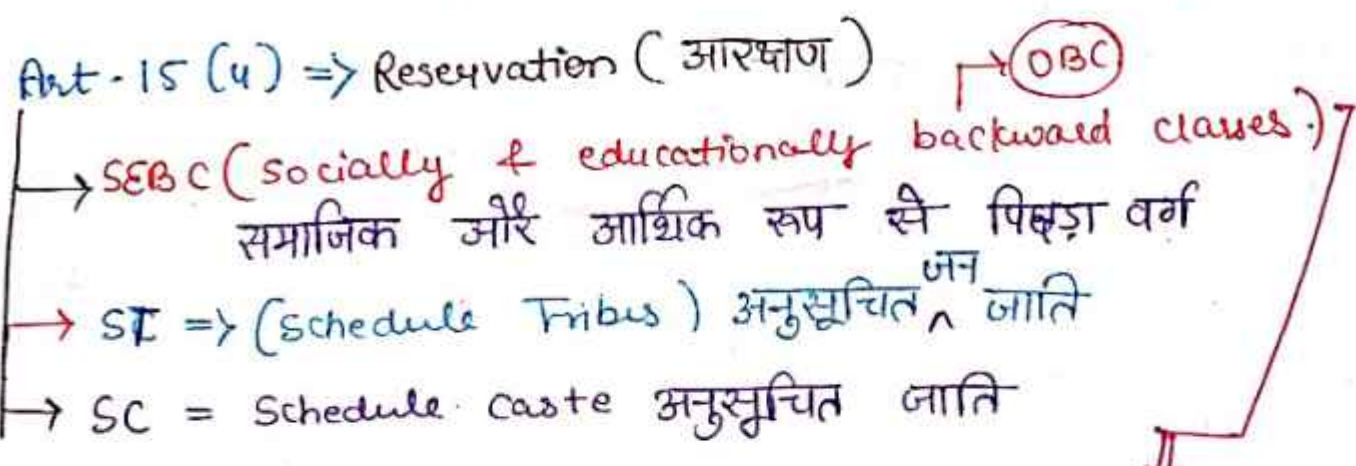 Art - 15 (4) => Reservation ( आरक्षण ) → OBC
→ SEBC ( Socially & educationally backward classes.)
समाजिक और आर्थिक रूप से पिछड़ा वर्ग
→ ST => (Schedule Tribes ) अनुसूचित जन जाति
→ SC = Schedule caste अनुसूचित जाति